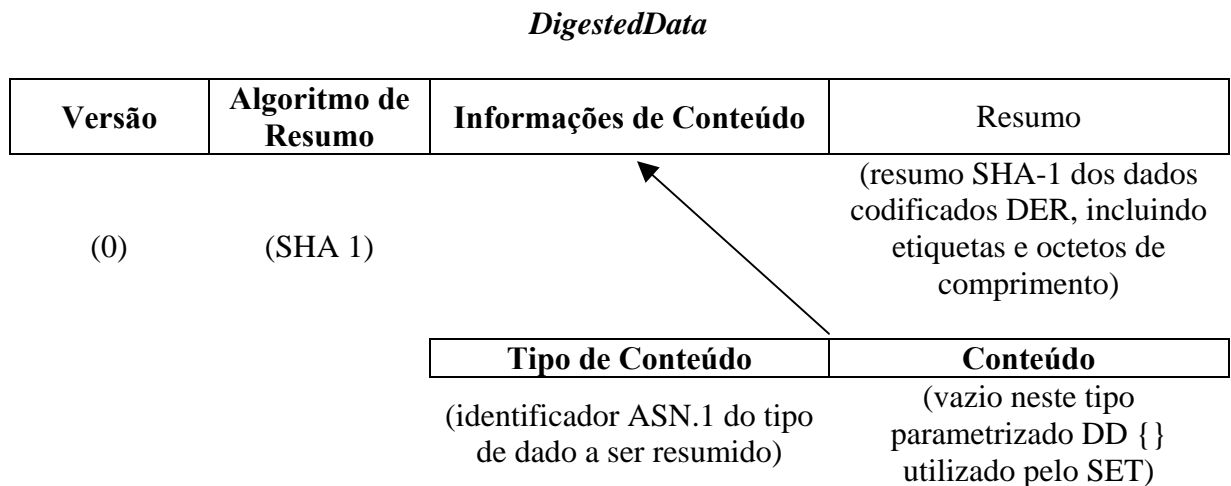 DigestedData
Versão
Algoritmo de
Resumo
Informações de Conteúdo
Resumo
(0)
(SHA 1)
(resumo SHA-1 dos dados
codificados DER, incluindo
etiquetas e octetos de
comprimento)
Tipo de Conteúdo
Conteúdo
(identificador ASN.1 do tipo
de dado a ser resumido)
(vazio neste tipo
parametrizado DD {}
utilizado pelo SET)